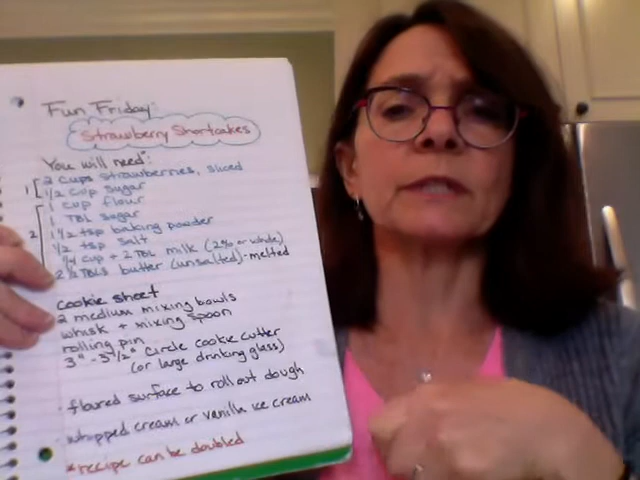 Fun Friday:
Strawberry Shortcakes
You will need:
1 [ 2 cups strawberries, sliced
1/2 cup sugar
2 [ 1 cup flour
1 TBL sugar
1 1/2 tsp baking powder
1/2 tsp salt
1/4 cup + 2 TBL milk (2% or whole)
2 1/2 TBLS butter (unsalted) - melted
cookie sheet
2 medium mixing bowls
whisk + mixing spoon
rolling pin
3" - 3 1/2" circle cookie cutter
(or large drinking glass)
· floured surface to roll out dough
· whipped cream or vanilla ice cream
*recipe can be doubled